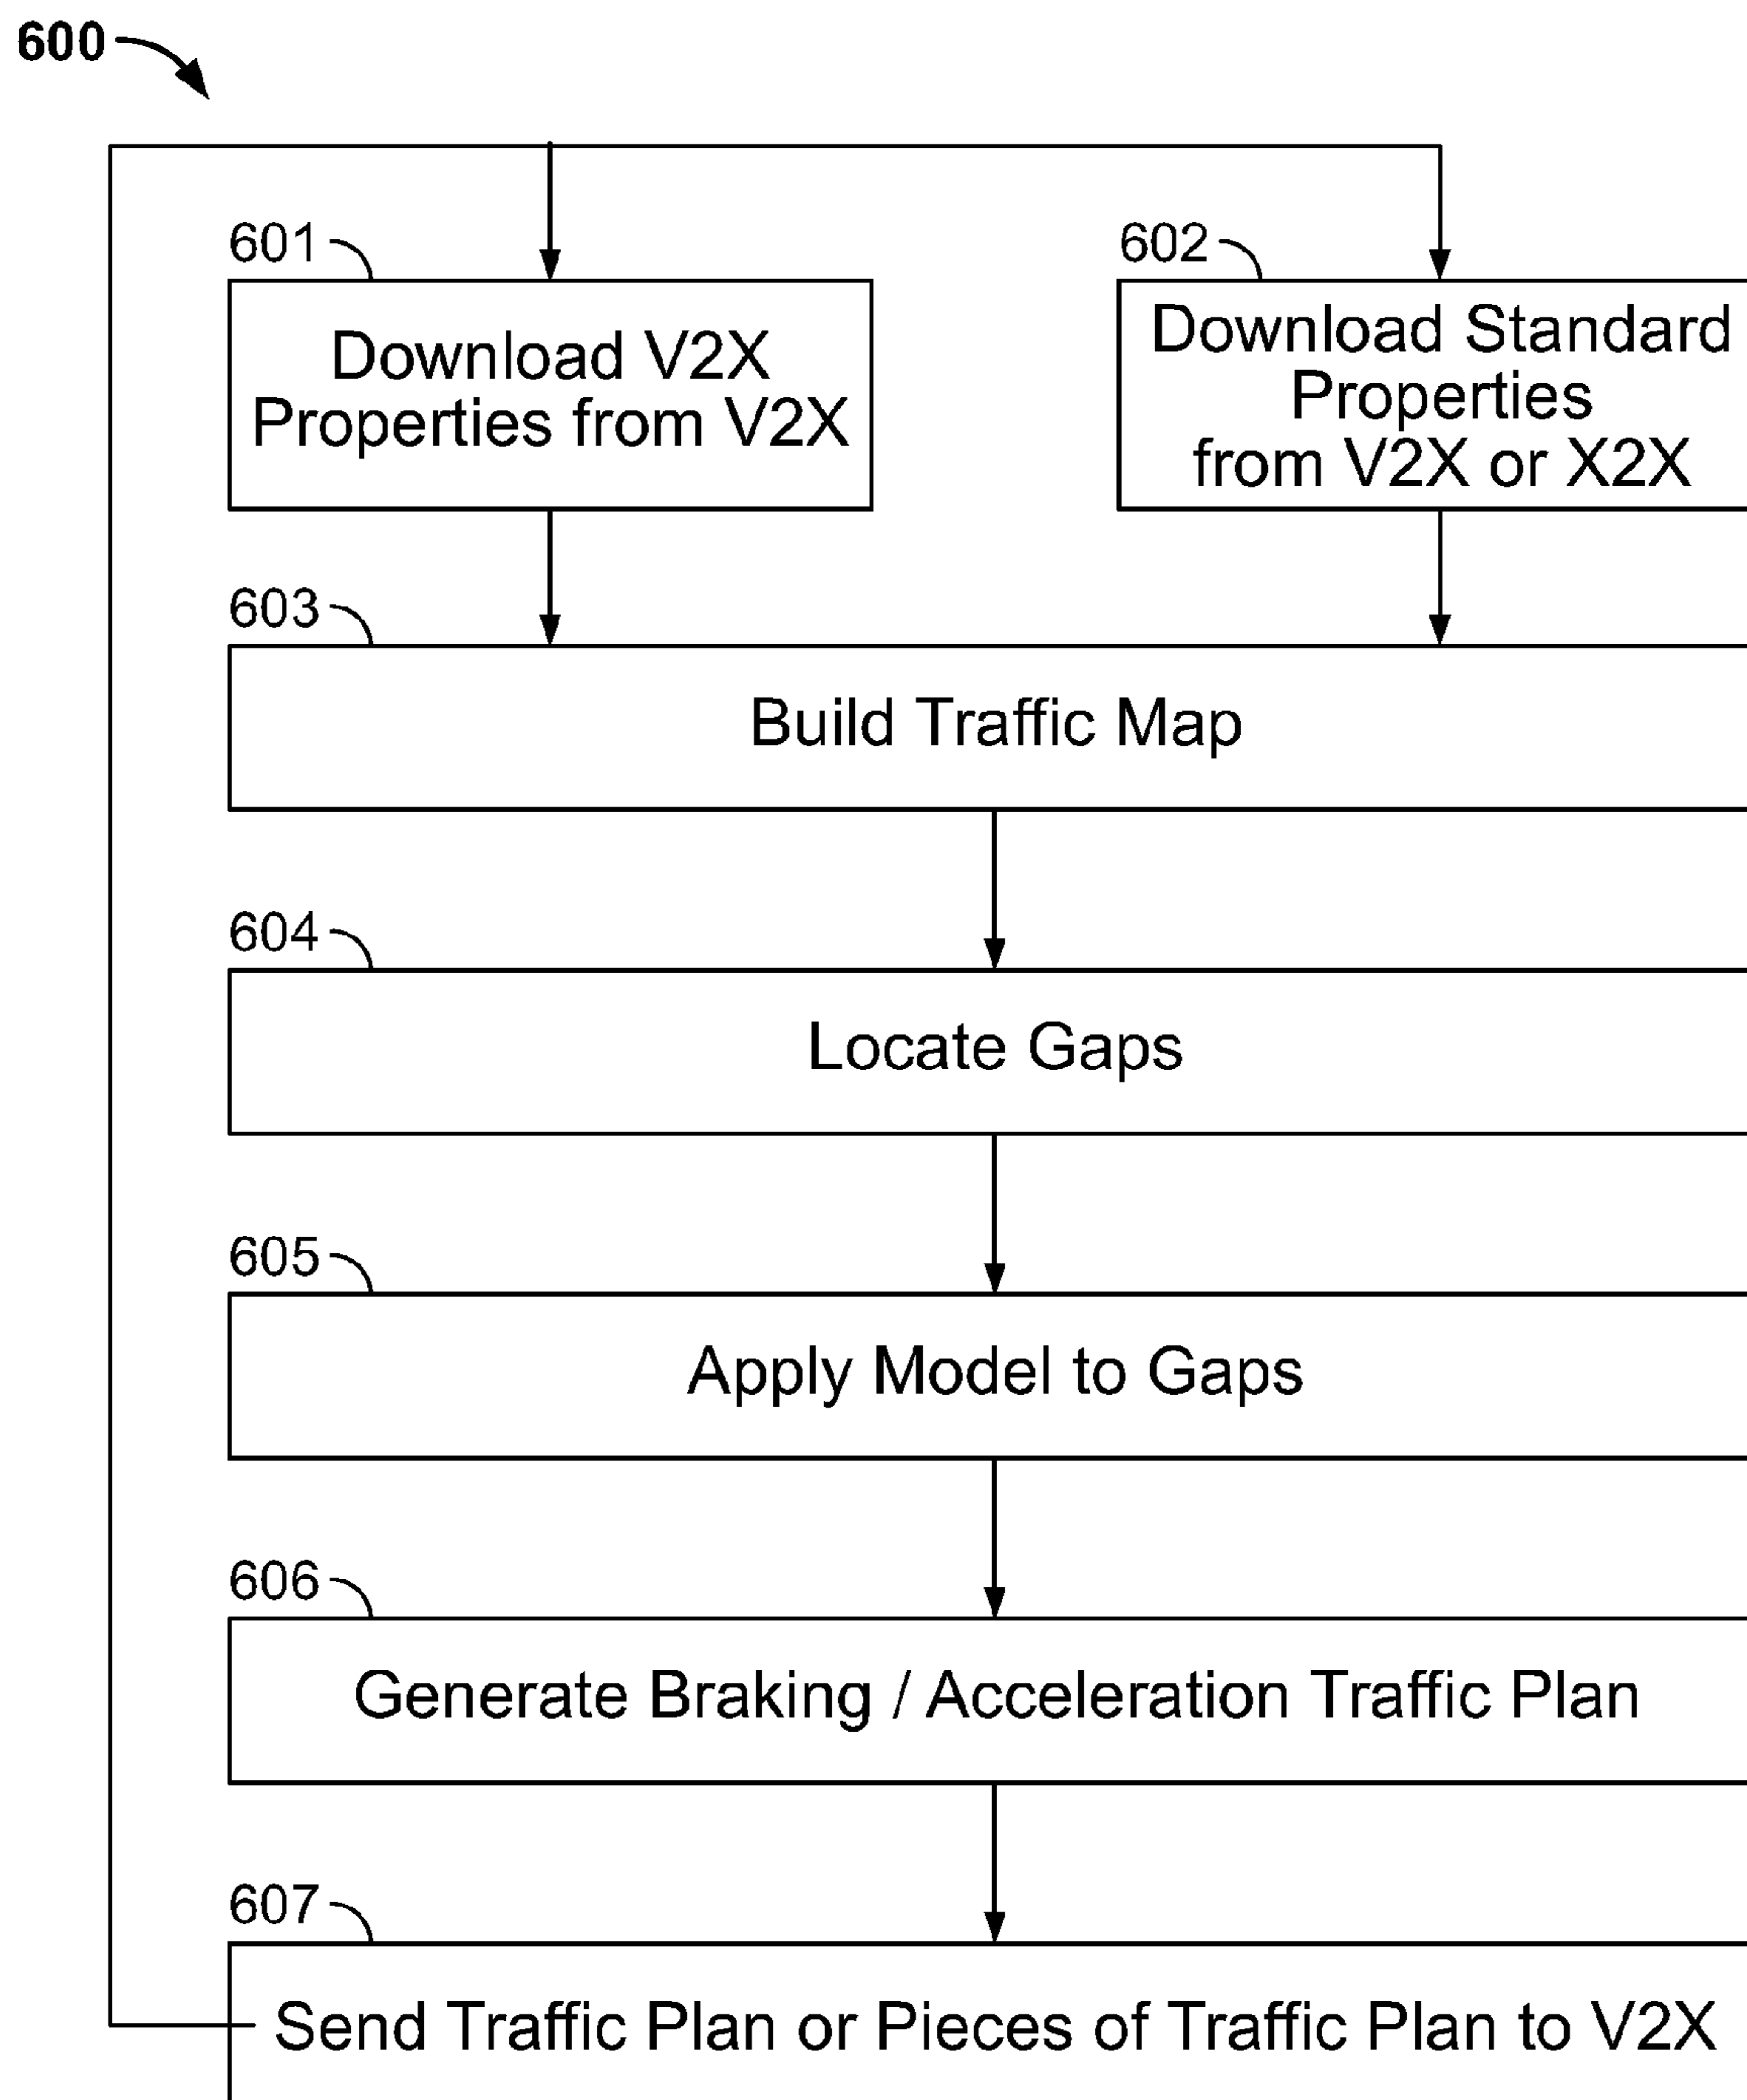 600
601
602
Download V2X
Properties from V2X
Download Standard
Properties
from V2X or X2X
603
Build Traffic Map
604
Locate Gaps
605
Apply Model to Gaps
606
Generate Braking / Acceleration Traffic Plan
607
Send Traffic Plan or Pieces of Traffic Plan to V2X